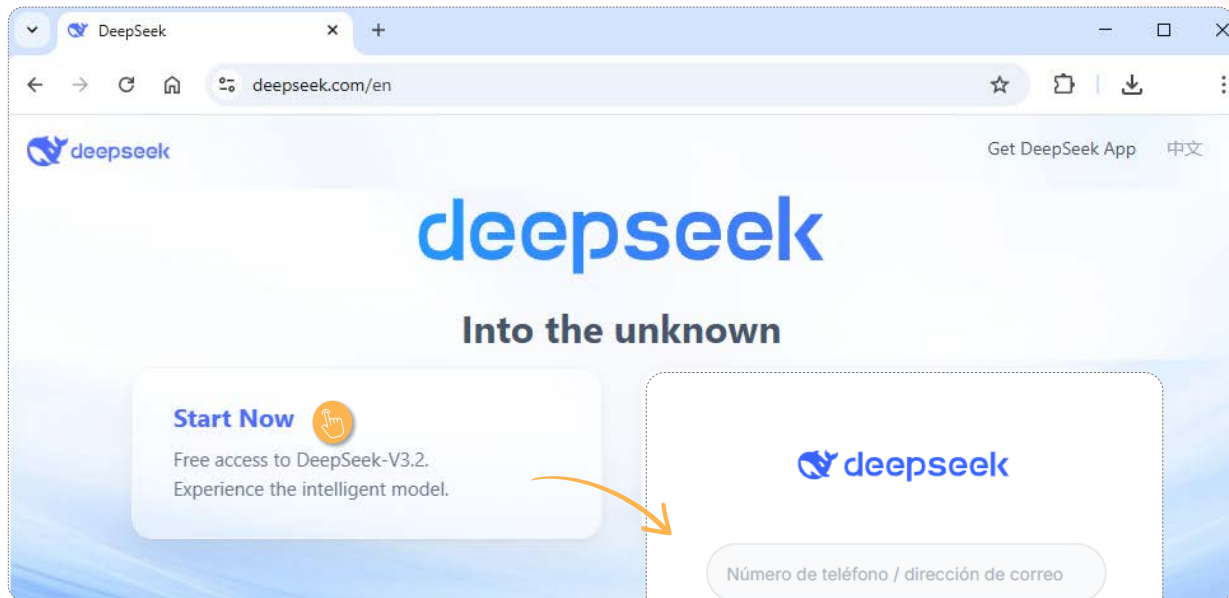 DeepSeek
deepseek.com/en
deepseek
Get DeepSeek App 中文
deepseek
Into the unknown
Start Now
Free access to DeepSeek-V3.2.
Experience the intelligent model.
deepseek
Número de teléfono / dirección de correo